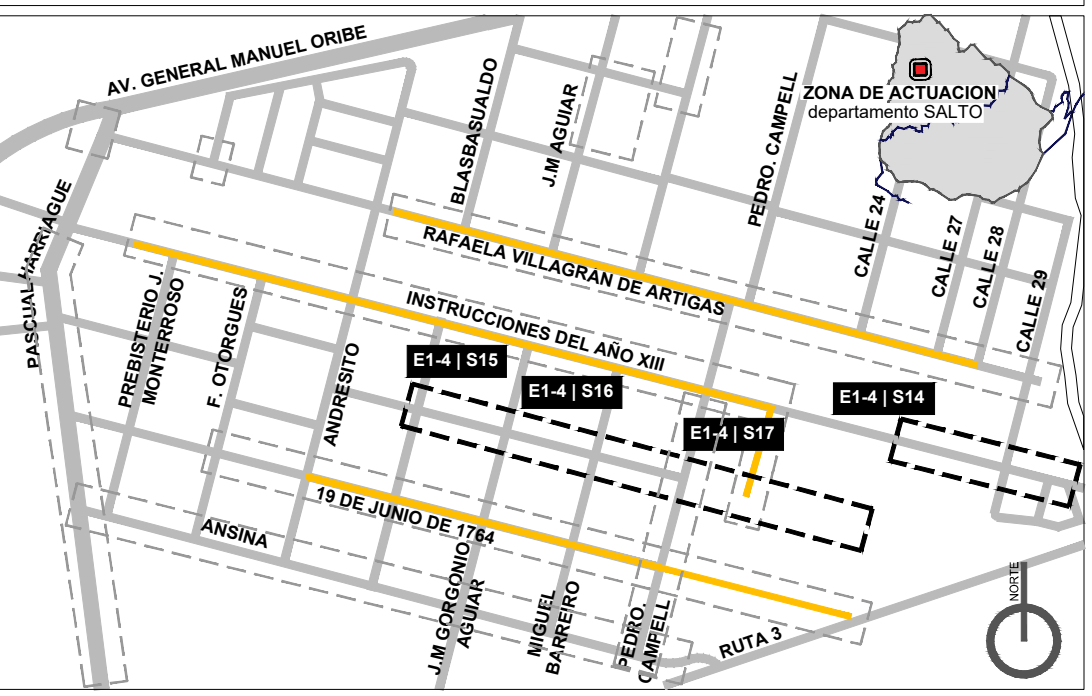 AV. GENERAL MANUEL ORIBE
BLASBASUALDO
J.M AGUIAR
PEDRO. CAMPELL
ZONA DE ACTUACION
departamento SALTO
PASCUAL HARRIAGUE
PREBISTERIO J.
MONTERROSO
F. OTORGUES
ANDRESITO
RAFAELA VILLAGRÁN DE ARTIGAS
INSTRUCCIONES DEL AÑO XIII
CALLE 24
CALLE 27
CALLE 28
CALLE 29
E1-4 | S15
E1-4 | S16
E1-4 | S17
E1-4 | S14
19 DE JUNIO DE 1764
ANSINA
J.M GORGONIO
AGUIAR
MIGUEL
BARREIRO
PEDRO.
CAMPELL
RUTA 3
NORTE